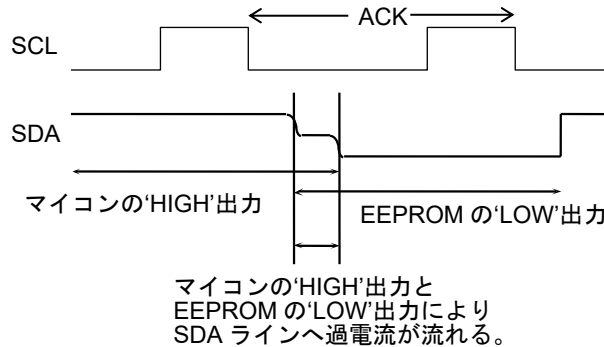 ACK
SCL
SDA
マイコンの‘HIGH’出力
EEPROM の‘LOW’出力
マイコンの‘HIGH’出力と
EEPROM の‘LOW’出力により
SDA ラインへ過電流が流れる。